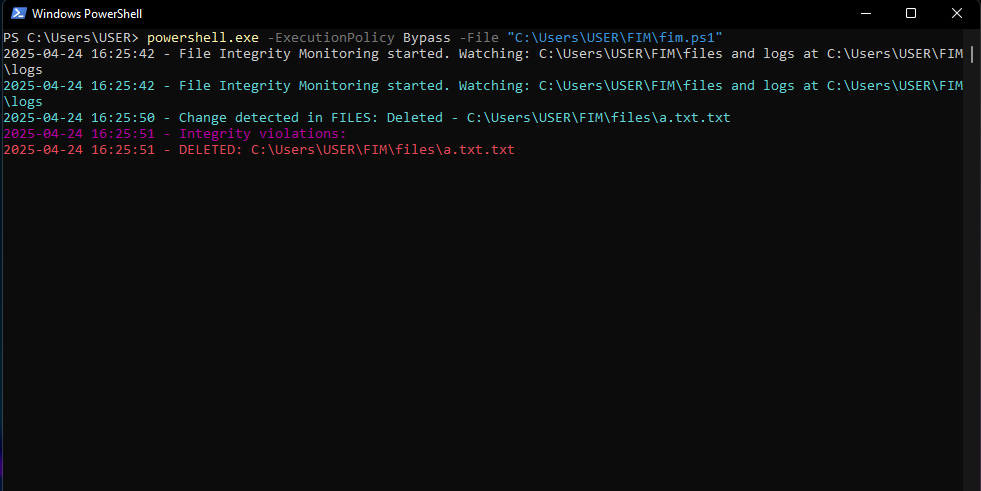 Windows PowerShell
PS C:\Users\USER> powershell.exe -ExecutionPolicy Bypass -File "C:\Users\USER\FIM\fim.ps1"
2025-04-24 16:25:42 - File Integrity Monitoring started. Watching: C:\Users\USER\FIM\files and logs at C:\Users\USER\FIM
\logs
2025-04-24 16:25:42 - File Integrity Monitoring started. Watching: C:\Users\USER\FIM\files and logs at C:\Users\USER\FIM
\logs
2025-04-24 16:25:50 - Change detected in FILES: Deleted - C:\Users\USER\FIM\files\a.txt.txt
2025-04-24 16:25:51 - Integrity violations:
2025-04-24 16:25:51 - DELETED: C:\Users\USER\FIM\files\a.txt.txt